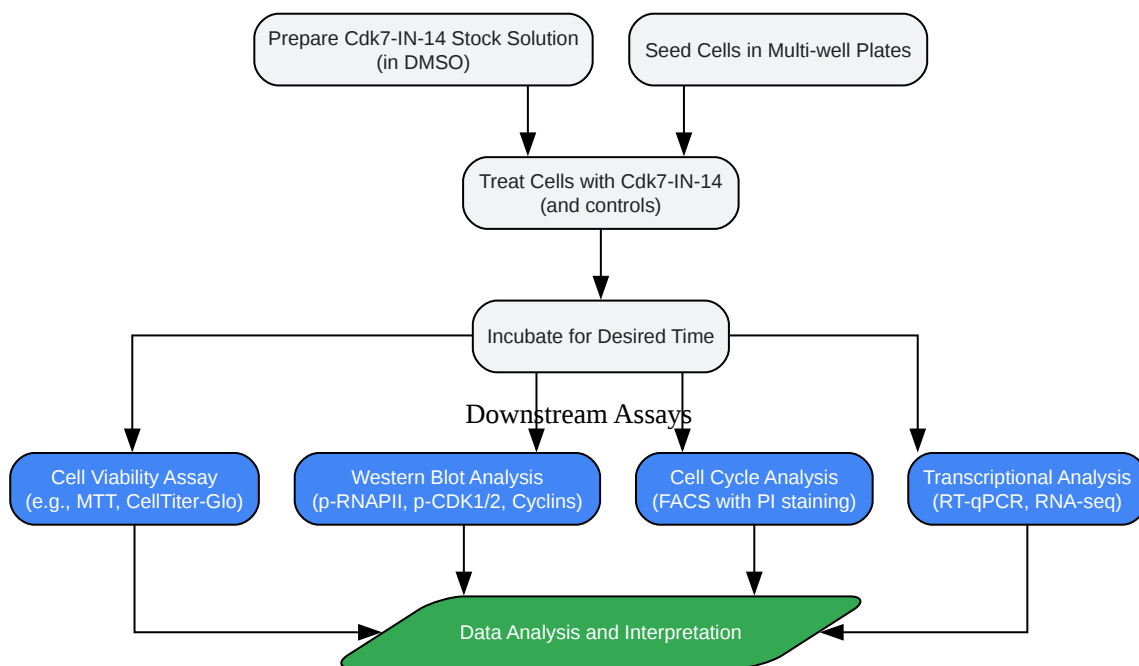 Prepare Cdk7-IN-14 Stock Solution
(in DMSO)
Seed Cells in Multi-well Plates
Treat Cells with Cdk7-IN-14
(and controls)
Incubate for Desired Time
Downstream Assays
Cell Viability Assay
(e.g., MTT, CellTiter-Glo)
Western Blot Analysis
(p-RNAPII, p-CDK1/2, Cyclins)
Cell Cycle Analysis
(FACS with PI staining)
Transcriptional Analysis
(RT-qPCR, RNA-seq)
Data Analysis and Interpretation